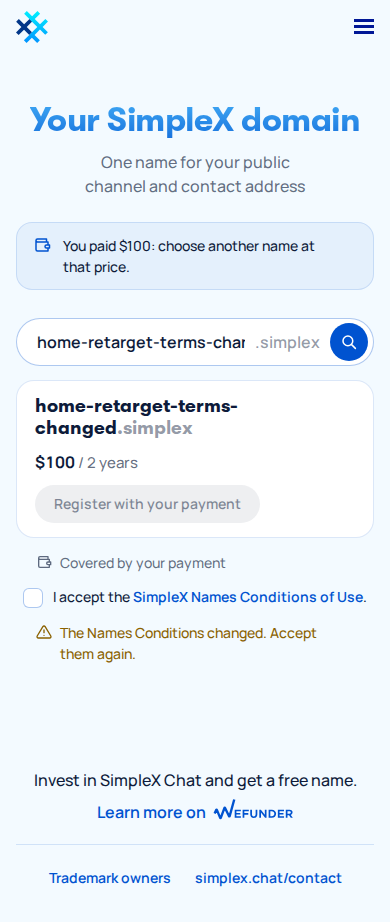 Your SimpleX domain
One name for your public
channel and contact address
You paid $100: choose another name at
that price.
home-retarget-terms-char .simplex
home-retarget-terms-
changed.simplex
$100 / 2 years
Register with your payment
Covered by your payment
I accept the SimpleX Names Conditions of Use.
The Names Conditions changed. Accept
them again.
Invest in SimpleX Chat and get a free name.
Learn more on WEFUNDER
Trademark owners simplex.chat/contact